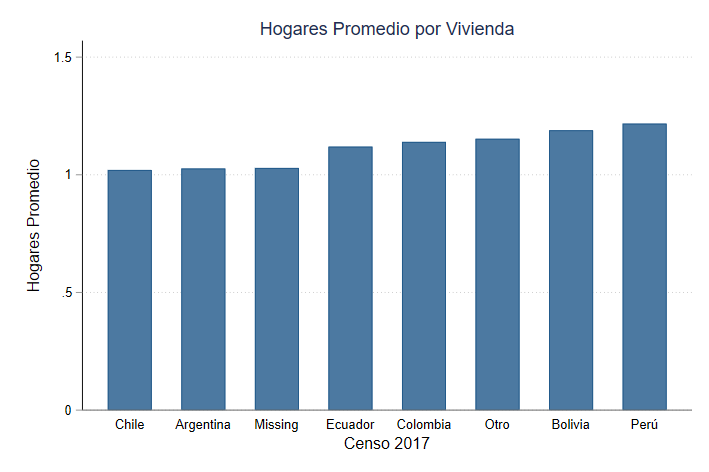 Hogares Promedio por Vivienda
Hogares Promedio
1.5
1
.5
0
Chile Argentina Missing Ecuador Colombia Otro Bolivia Perú
Censo 2017